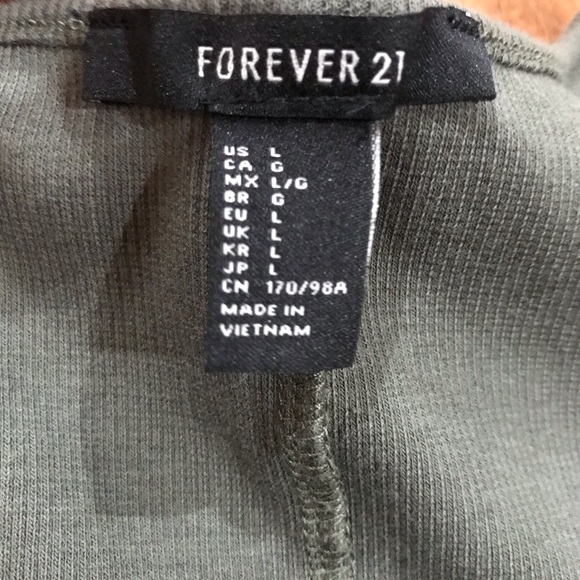 FOREVER 21
US L
CA G
MX L/G
BR G
EU L
UK L
KR L
JP L
CN 170/98A
MADE IN
VIETNAM